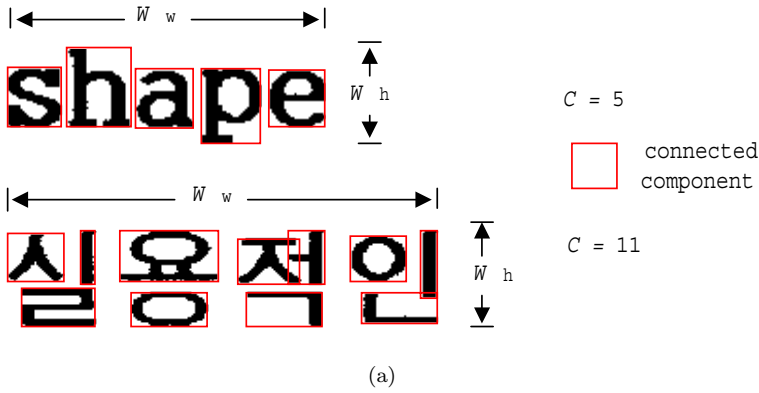 W w
shape
W h
C = 5
connected
component
W w
실용적인
W h
C = 11
(a)